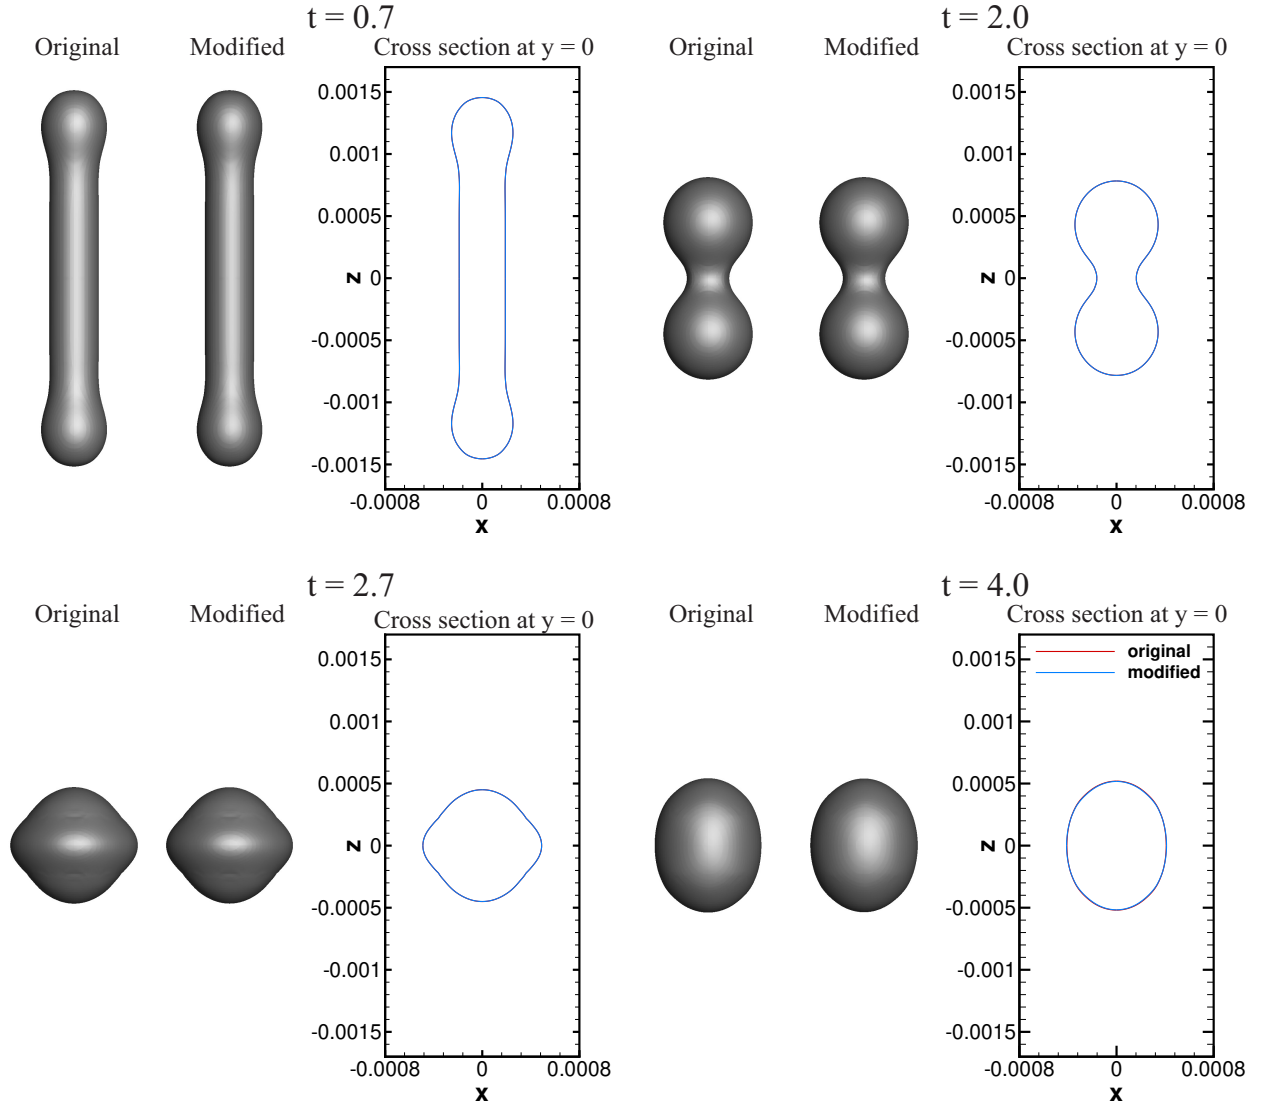 t = 0.7
Original Modified Cross section at y = 0
0.0015
0.001
0.0005
z 0
-0.0005
-0.001
-0.0015
-0.0008 0 0.0008
x
t = 2.0
Original Modified Cross section at y = 0
0.0015
0.001
0.0005
z 0
-0.0005
-0.001
-0.0015
-0.0008 0 0.0008
x
t = 2.7
Original Modified Cross section at y = 0
0.0015
0.001
0.0005
z 0
-0.0005
-0.001
-0.0015
-0.0008 0 0.0008
x
t = 4.0
Original Modified Cross section at y = 0
original
modified
0.0015
0.001
0.0005
z 0
-0.0005
-0.001
-0.0015
-0.0008 0 0.0008
x